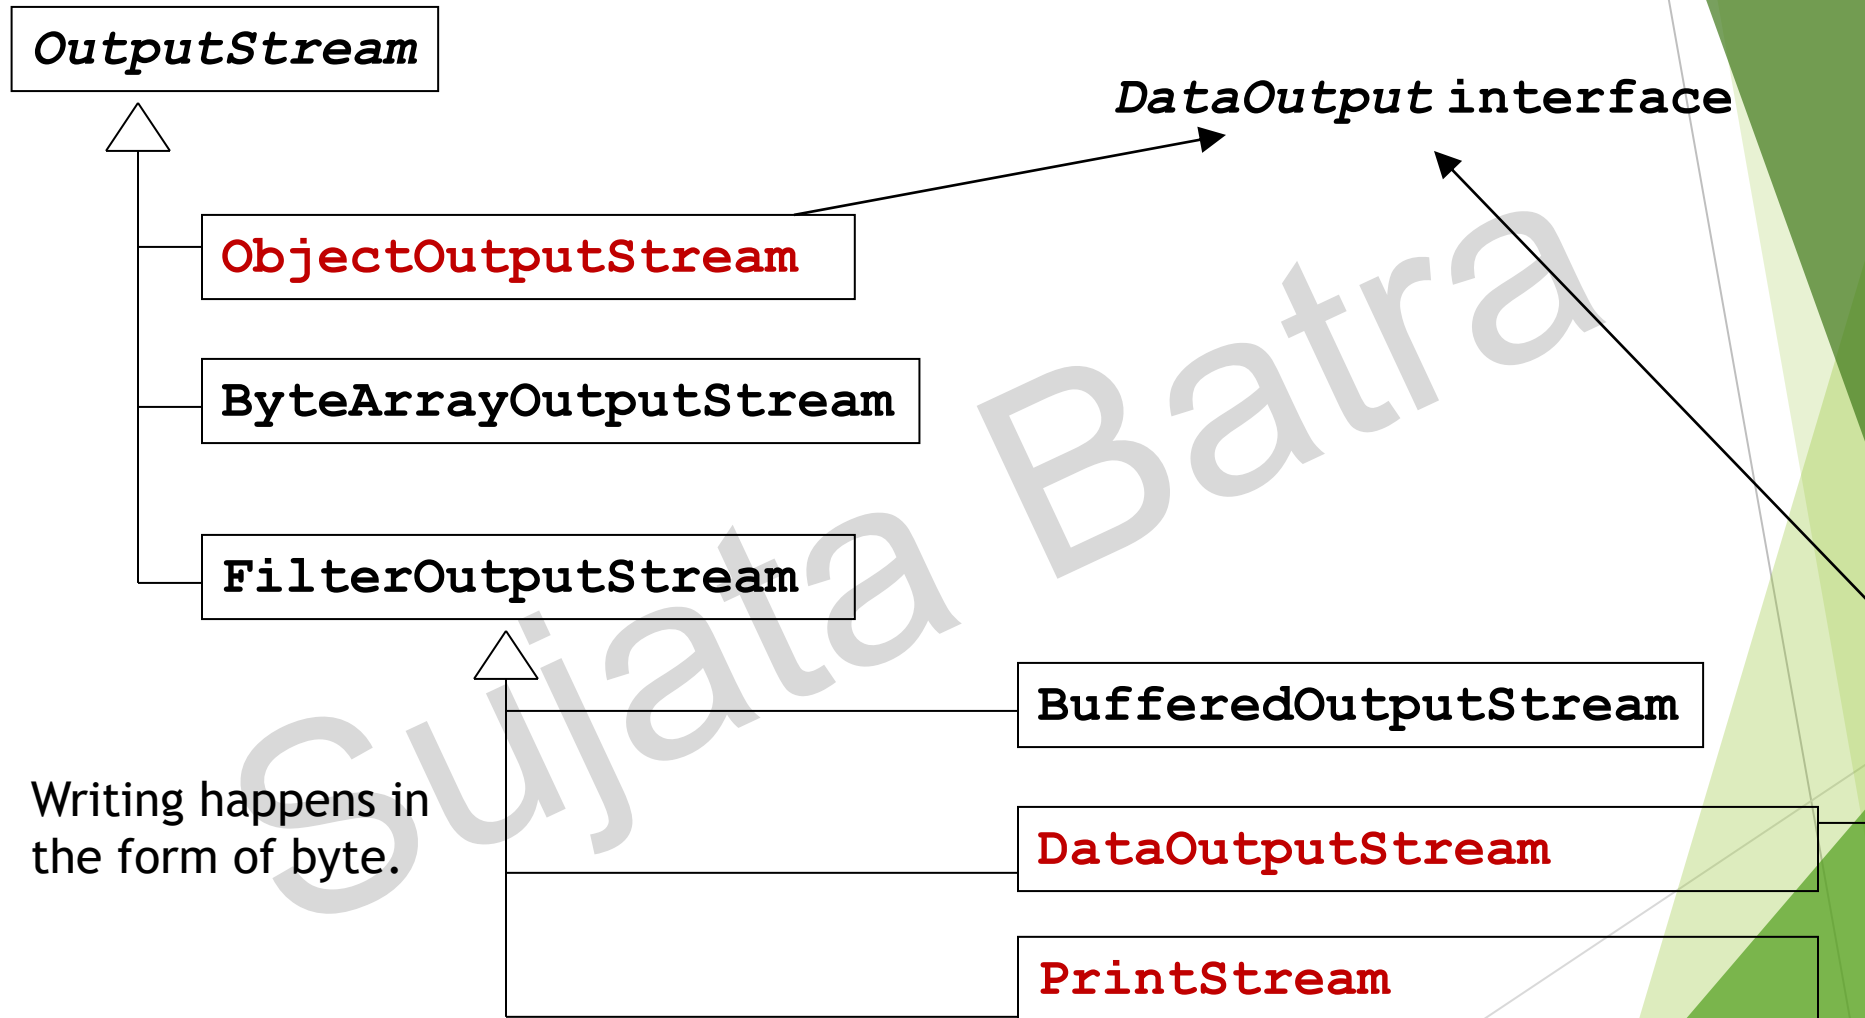 OutputStream
DataOutput interface
ObjectOutputStream
ByteArrayOutputStream
FilterOutputStream
BufferedOutputStream
Writing happens in
the form of byte.
DataOutputStream
PrintStream
Sujata Batra